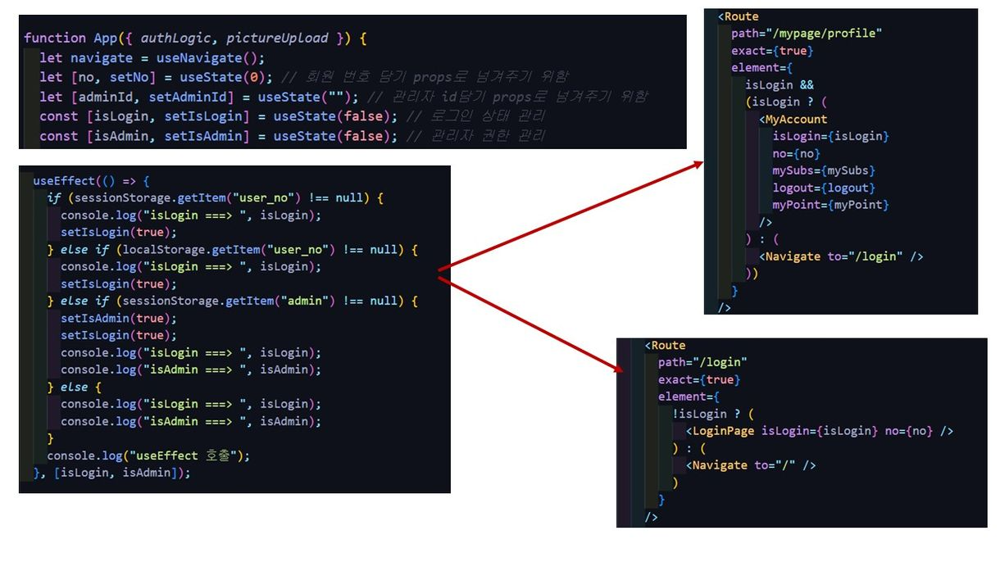 function App({ authLogic, pictureUpload }) {
let navigate = useNavigate();
let [no, setNo] = useState(0); // 회원 번호 담기 props로 넘겨주기 위함
let [adminId, setAdminId] = useState(""); // 관리자 id담기 props로 넘겨주기 위함
const [isLogin, setIsLogin] = useState(false); // 로그인 상태 관리
const [isAdmin, setIsAdmin] = useState(false); // 관리자 권한 관리
useEffect(() => {
if (sessionStorage.getItem("user_no") !== null) {
console.log("isLogin ===> ", isLogin);
setIsLogin(true);
} else if (localStorage.getItem("user_no") !== null) {
console.log("isLogin ===> ", isLogin);
setIsLogin(true);
} else if (sessionStorage.getItem("admin") !== null) {
setIsAdmin(true);
setIsLogin(true);
console.log("isLogin ===> ", isLogin);
console.log("isAdmin ===> ", isAdmin);
} else {
console.log("isLogin ===> ", isLogin);
console.log("isAdmin ===> ", isAdmin);
}
console.log("useEffect 호출");
}, [isLogin, isAdmin]);
<Route
path="/mypage/profile"
exact={true}
element={
isLogin &&
(isLogin ? (
<MyAccount
isLogin={isLogin}
no={no}
mySubs={mySubs}
logout={logout}
myPoint={myPoint}
/>
) : (
<Navigate to="/login" />
))
}
/>
<Route
path="/login"
exact={true}
element={
!isLogin ? (
<LoginPage isLogin={isLogin} no={no} />
) : (
<Navigate to="/" />
)
}
/>